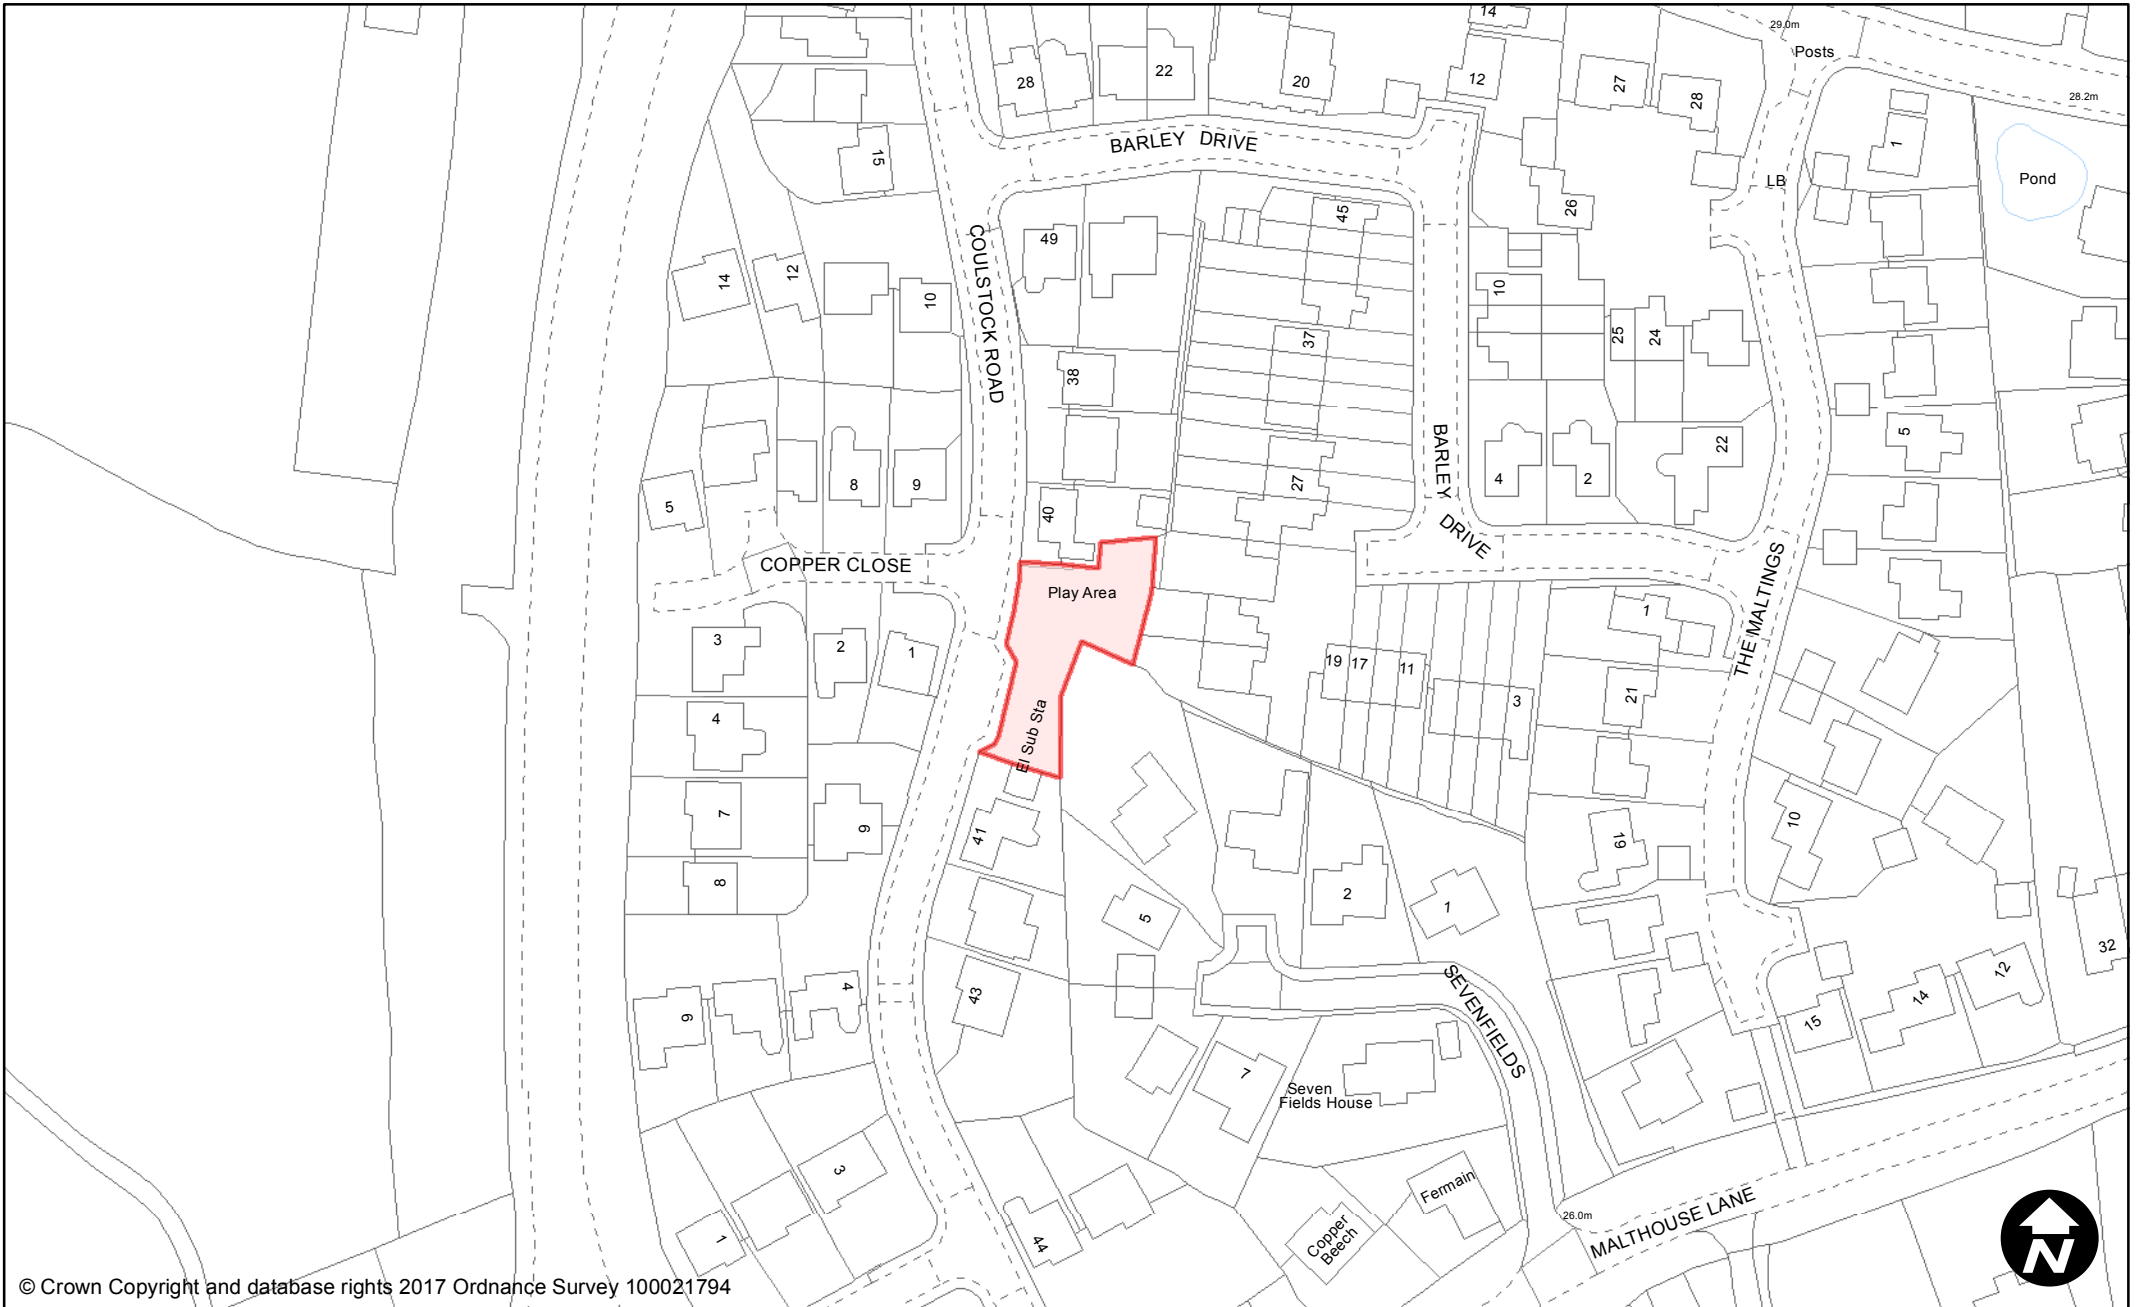 14
29.0m
Posts
28
22
20
12
27
28
28.2m
1
BARLEY DRIVE
15
LB
Pond
26
45
49
COULSTOCK ROAD
14
12
10
10
37
25
24
38
BARLEY
DRIVE
5
22
4
2
8
9
27
5
40
COPPER CLOSE
Play Area
THE MALTINGS
1
3
2
1
19
17
11
3
21
4
El Sub Sta
7
9
41
10
19
8
2
1
5
32
12
14
15
43
4
9
SEVENFIELDS
7
Seven
Fields House
3
1
44
Fermain
Copper
Beech
26.0m
MALTHOUSE LANE
N
© Crown Copyright and database rights 2017 Ordnance Survey 100021794